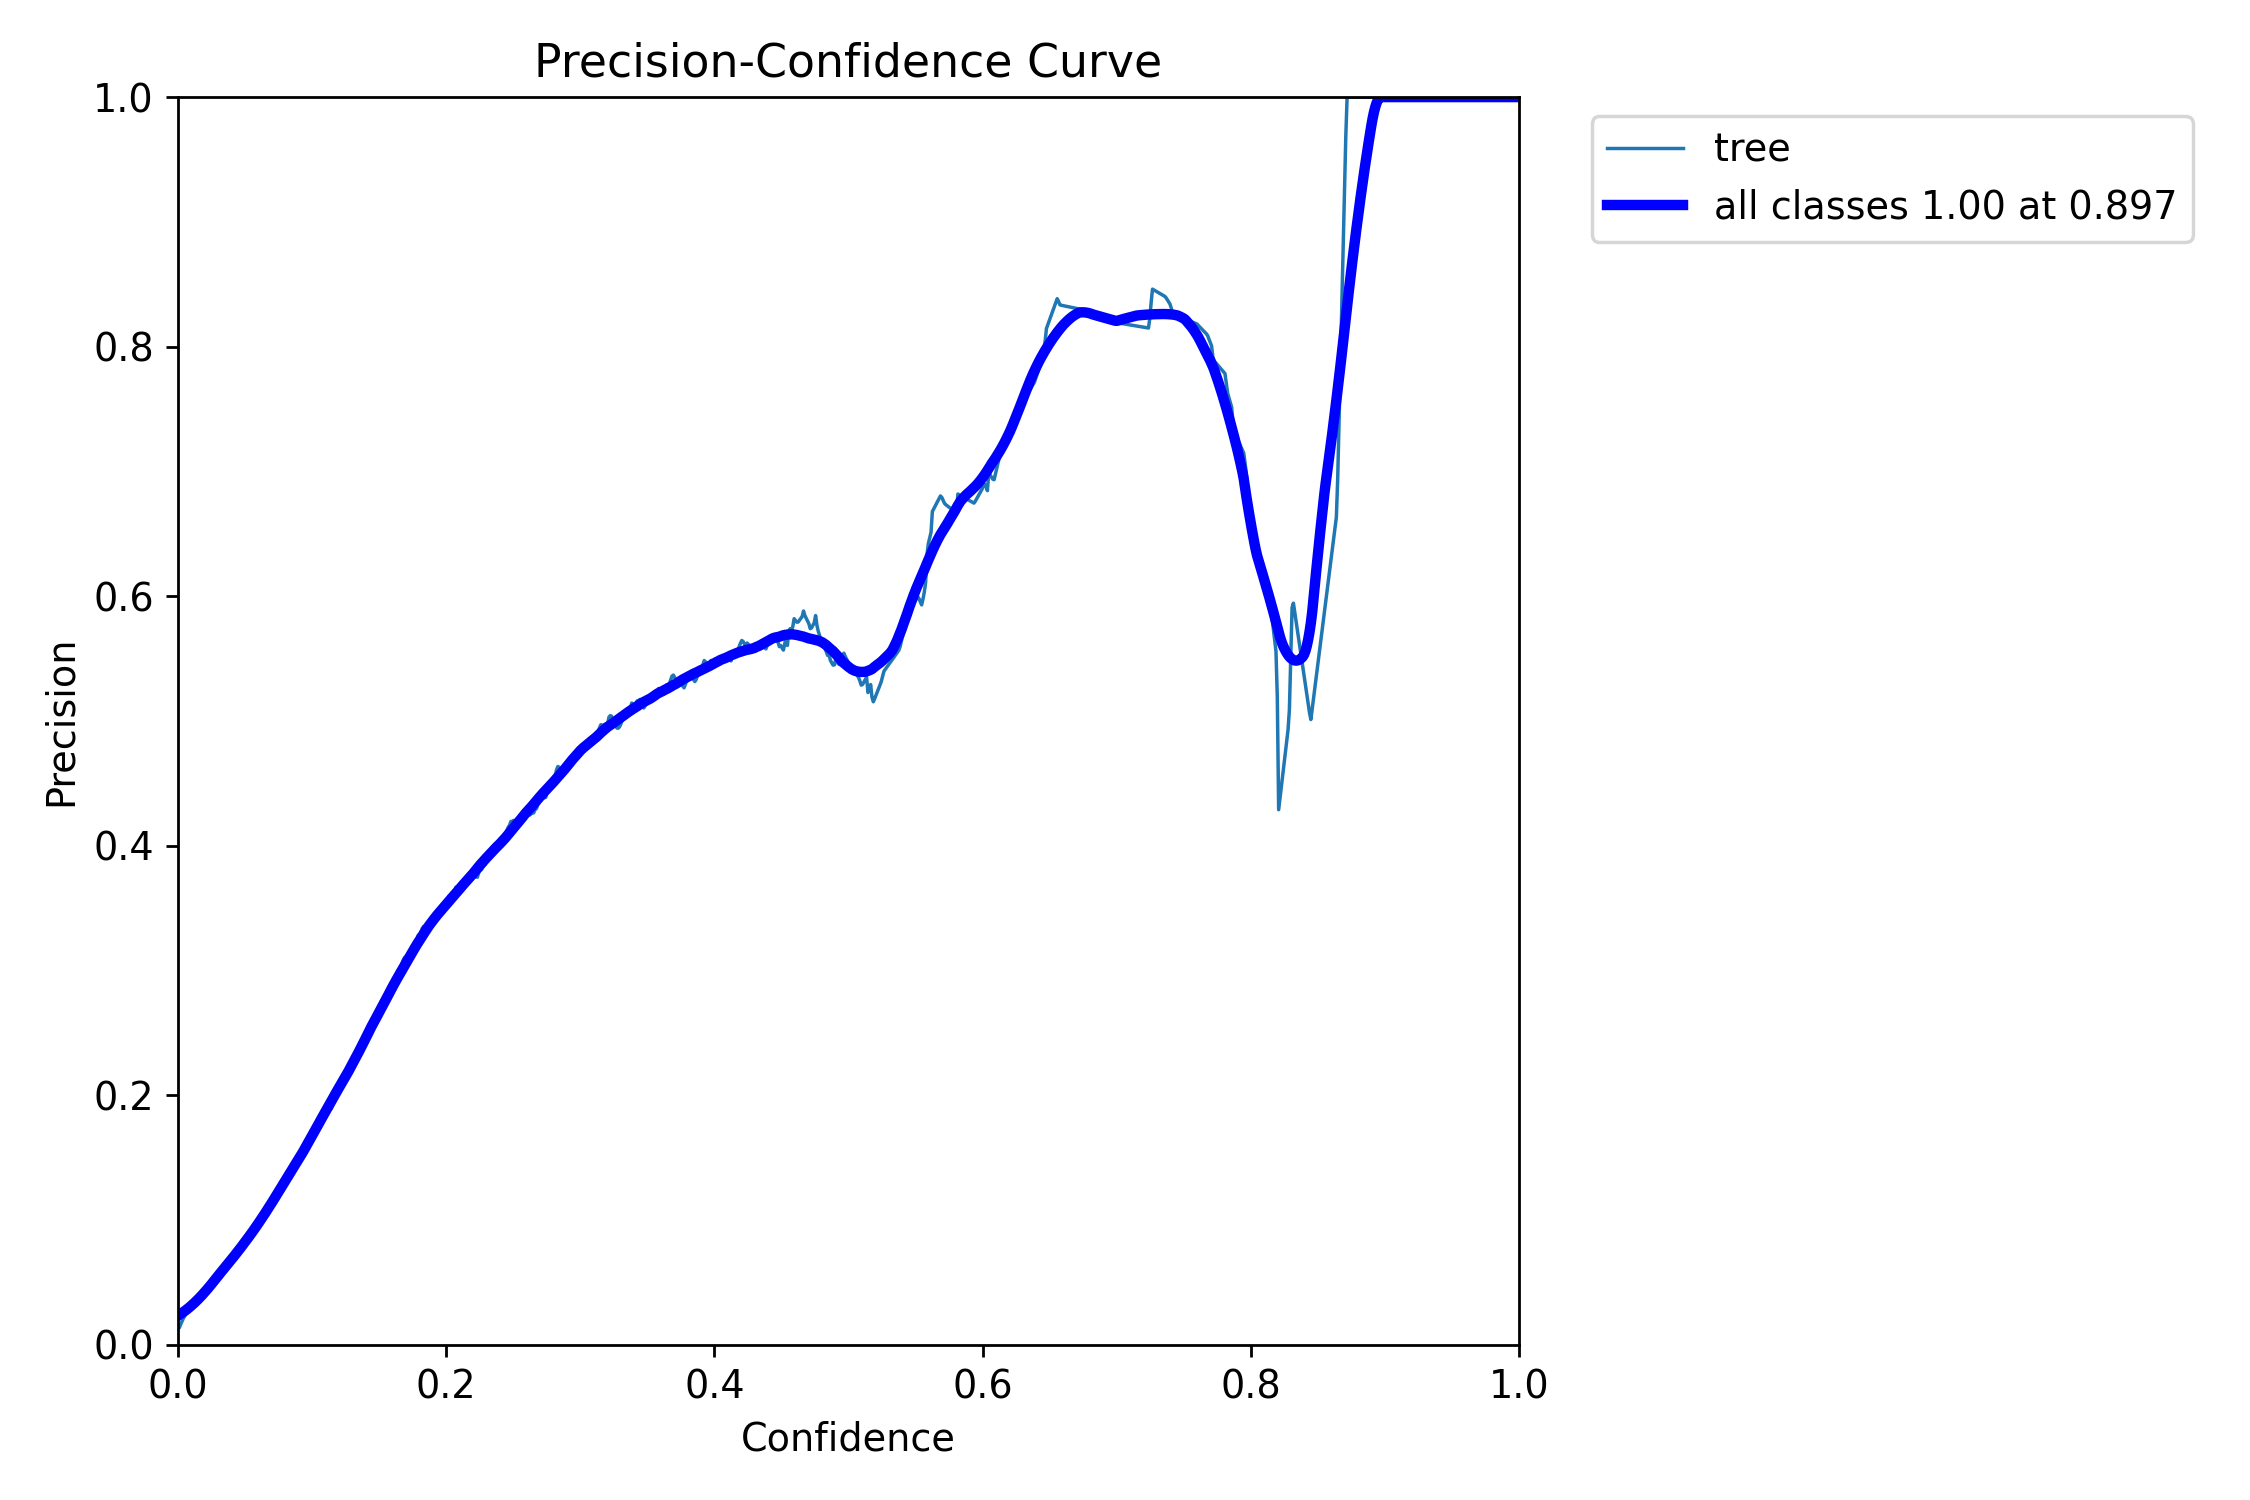 Precision-Confidence Curve
1.0
0.8
0.6
0.4
0.2
0.0
Precision
0.0 0.2 0.4 0.6 0.8 1.0
Confidence
tree
all classes 1.00 at 0.897